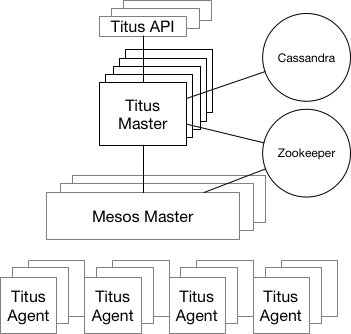 Titus API
Cassandra
Titus
Master
Zookeeper
Mesos Master
Titus
Agent
Titus
Agent
Titus
Agent
Titus
Agent